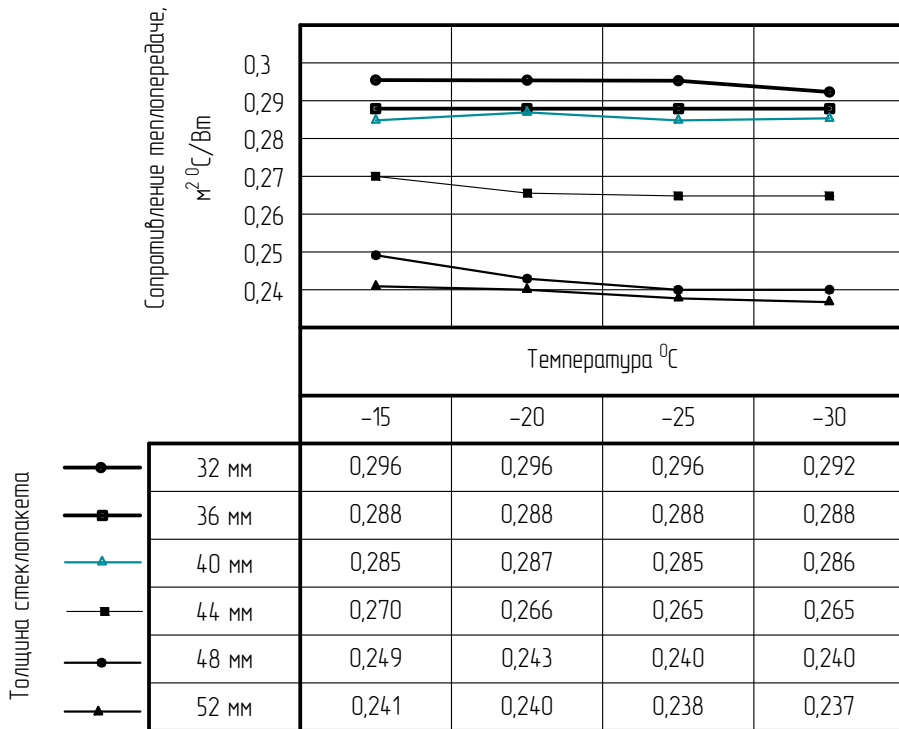 Сопротивление теплопередаче,
м² ⁰С/Вт
0,3
0,29
0,28
0,27
0,26
0,25
0,24
Температура ⁰С
–15 –20 –25 –30
Толщина стеклопакета
32 мм 0,296 0,296 0,296 0,292
36 мм 0,288 0,288 0,288 0,288
40 мм 0,285 0,287 0,285 0,286
44 мм 0,270 0,266 0,265 0,265
48 мм 0,249 0,243 0,240 0,240
52 мм 0,241 0,240 0,238 0,237